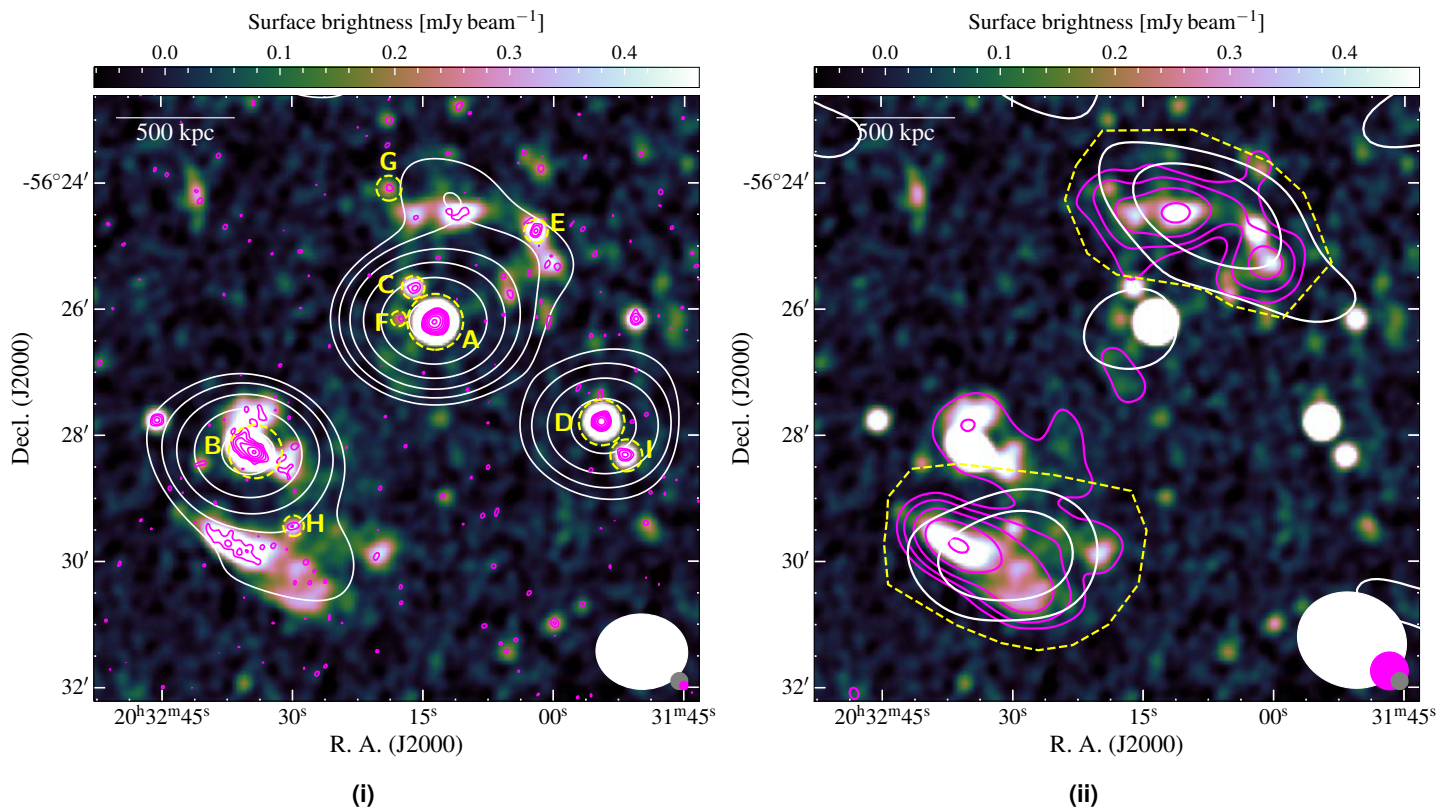 Surface brightness [mJy beam⁻¹]
0.0 0.1 0.2 0.3 0.4
500 kpc
G
E
C
F
A
D
I
B
H
-56°24′
26′
28′
30′
32′
Decl. (J2000)
20ʰ32ᵐ45ˢ 30ˢ 15ˢ 00ˢ 31ᵐ45ˢ
R. A. (J2000)
(i)
Surface brightness [mJy beam⁻¹]
0.0 0.1 0.2 0.3 0.4
500 kpc
-56°24′
26′
28′
30′
32′
Decl. (J2000)
20ʰ32ᵐ45ˢ 30ˢ 15ˢ 00ˢ 31ᵐ45ˢ
R. A. (J2000)
(ii)